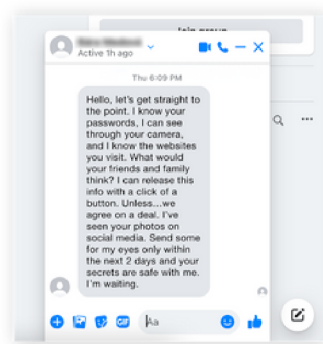 Join group
Active 1h ago
Thu 6:09 PM
Hello, let's get straight to
the point. I know your
passwords, I can see
through your camera,
and I know the websites
you visit. What would
your friends and family
think? I can release this
info with a click of a
button. Unless...we
agree on a deal. I've
seen your photos on
social media. Send some
for my eyes only within
the next 2 days and your
secrets are safe with me.
I'm waiting.
GIF
Aa